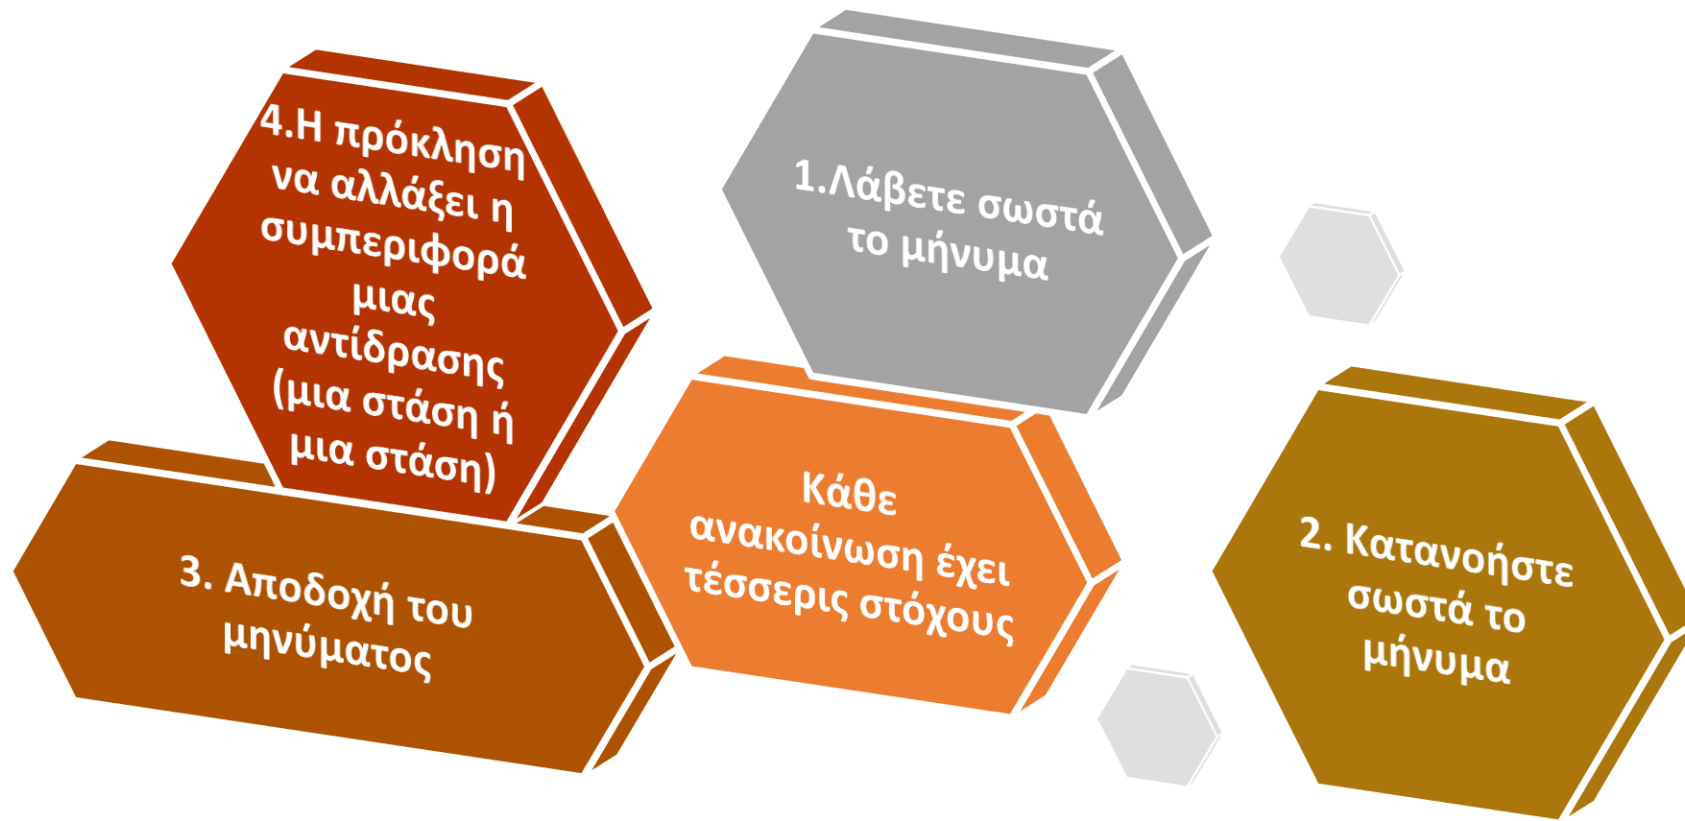 4.Η πρόκληση
να αλλάξει η
συμπεριφορά
μιας
αντίδρασης
(μια στάση ή
μια στάση)
1.Λάβετε σωστά
το μήνυμα
Κάθε
ανακοίνωση έχει
τέσσερις στόχους
2. Κατανοήστε
σωστά το
μήνυμα
3. Αποδοχή του
μηνύματος